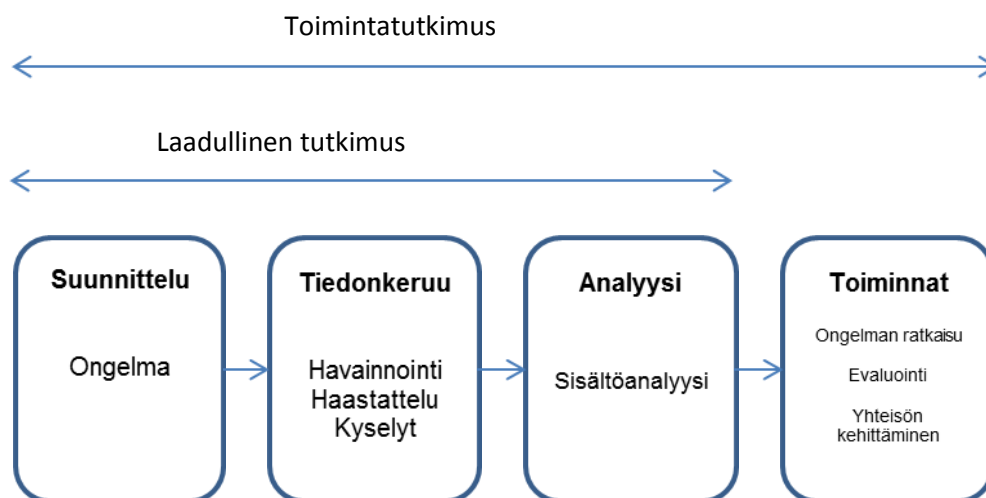 Toimintatutkimus
Laadullinen tutkimus
Suunnittelu
Ongelma
Tiedonkeruu
Havainnointi
Haastattelu
Kyselyt
Analyysi
Sisältöanalyysi
Toiminnat
Ongelman ratkaisu
Evaluointi
Yhteisön
kehittäminen